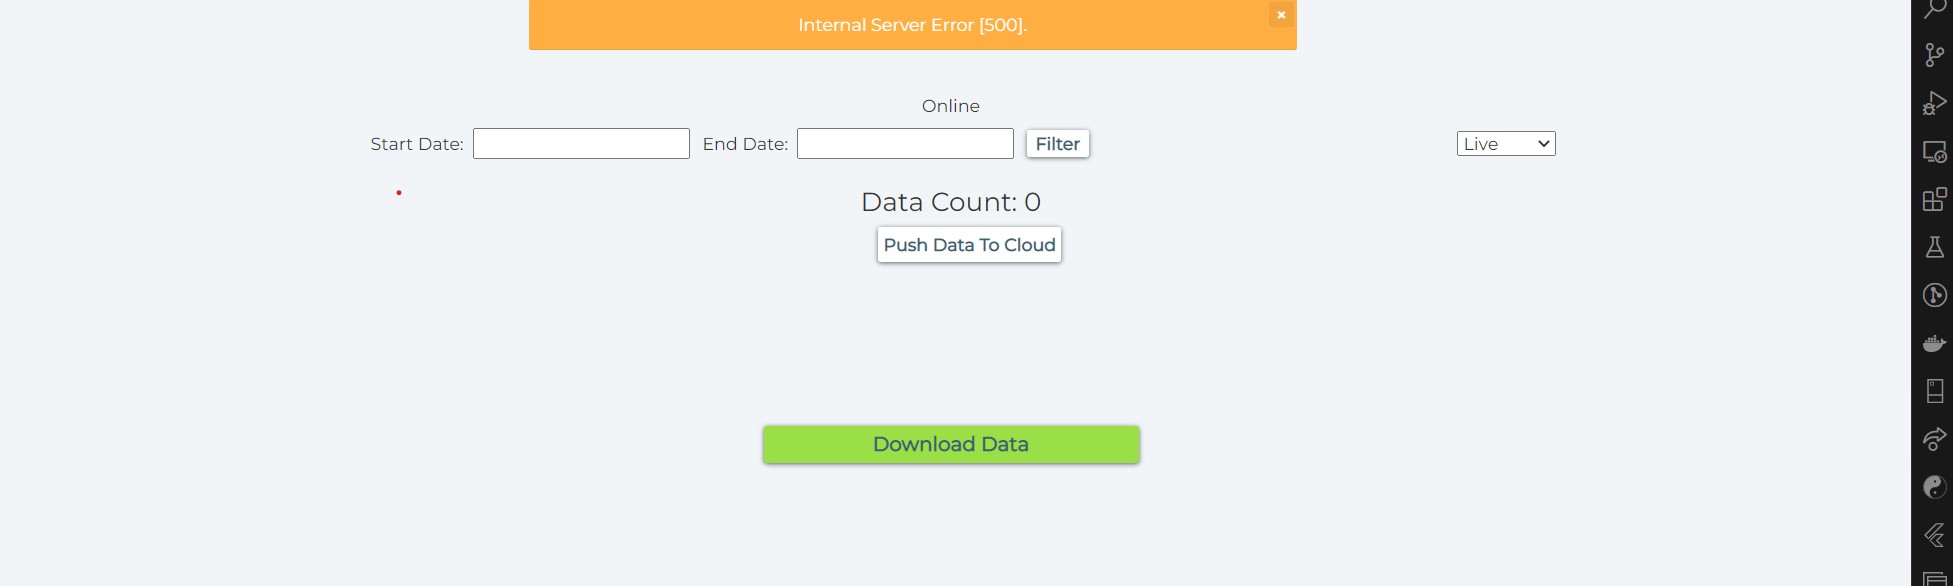 Internal Server Error [500].
×
Online
Start Date: End Date: Filter Live
Data Count: 0
Push Data To Cloud
Download Data